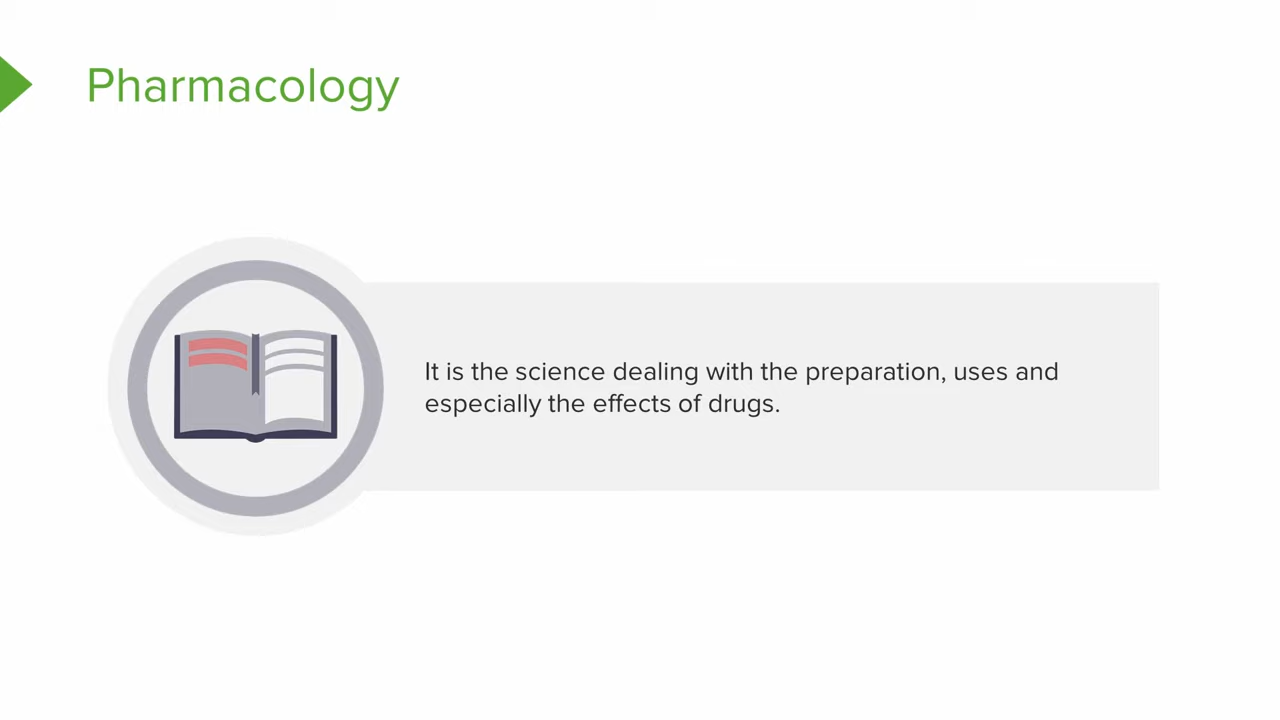 Pharmacology
It is the science dealing with the preparation, uses and
especially the effects of drugs.